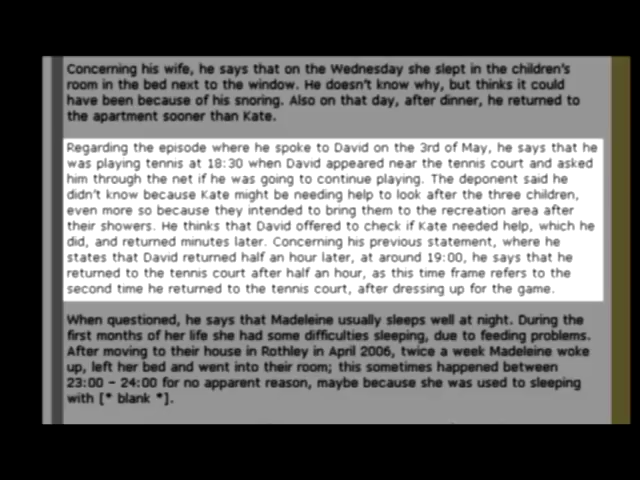 Concerning his wife, he says that on the Wednesday she slept in the children's
room in the bed next to the window. He doesn't know why, but thinks it could
have been because of his snoring. Also on that day, after dinner, he returned to
the apartment sooner than Kate.
Regarding the episode where he spoke to David on the 3rd of May, he says that he
was playing tennis at 18:30 when David appeared near the tennis court and asked
him through the net if he was going to continue playing. The deponent said he
didn't know because Kate might be needing help to look after the three children,
even more so because they intended to bring them to the recreation area after
their showers. He thinks that David offered to check if Kate needed help, which he
did, and returned minutes later. Concerning his previous statement, where he
states that David returned half an hour later, at around 19:00, he says that he
returned to the tennis court after half an hour, as this time frame refers to the
second time he returned to the tennis court, after dressing up for the game.
When questioned, he says that Madeleine usually sleeps well at night. During the
first months of her life she had some difficulties sleeping, due to feeding problems.
After moving to their house in Rothley in April 2006, twice a week Madeleine woke
up, left her bed and went into their room; this sometimes happened between
23:00 – 24:00 for no apparent reason, maybe because she was used to sleeping
with [* blank *].